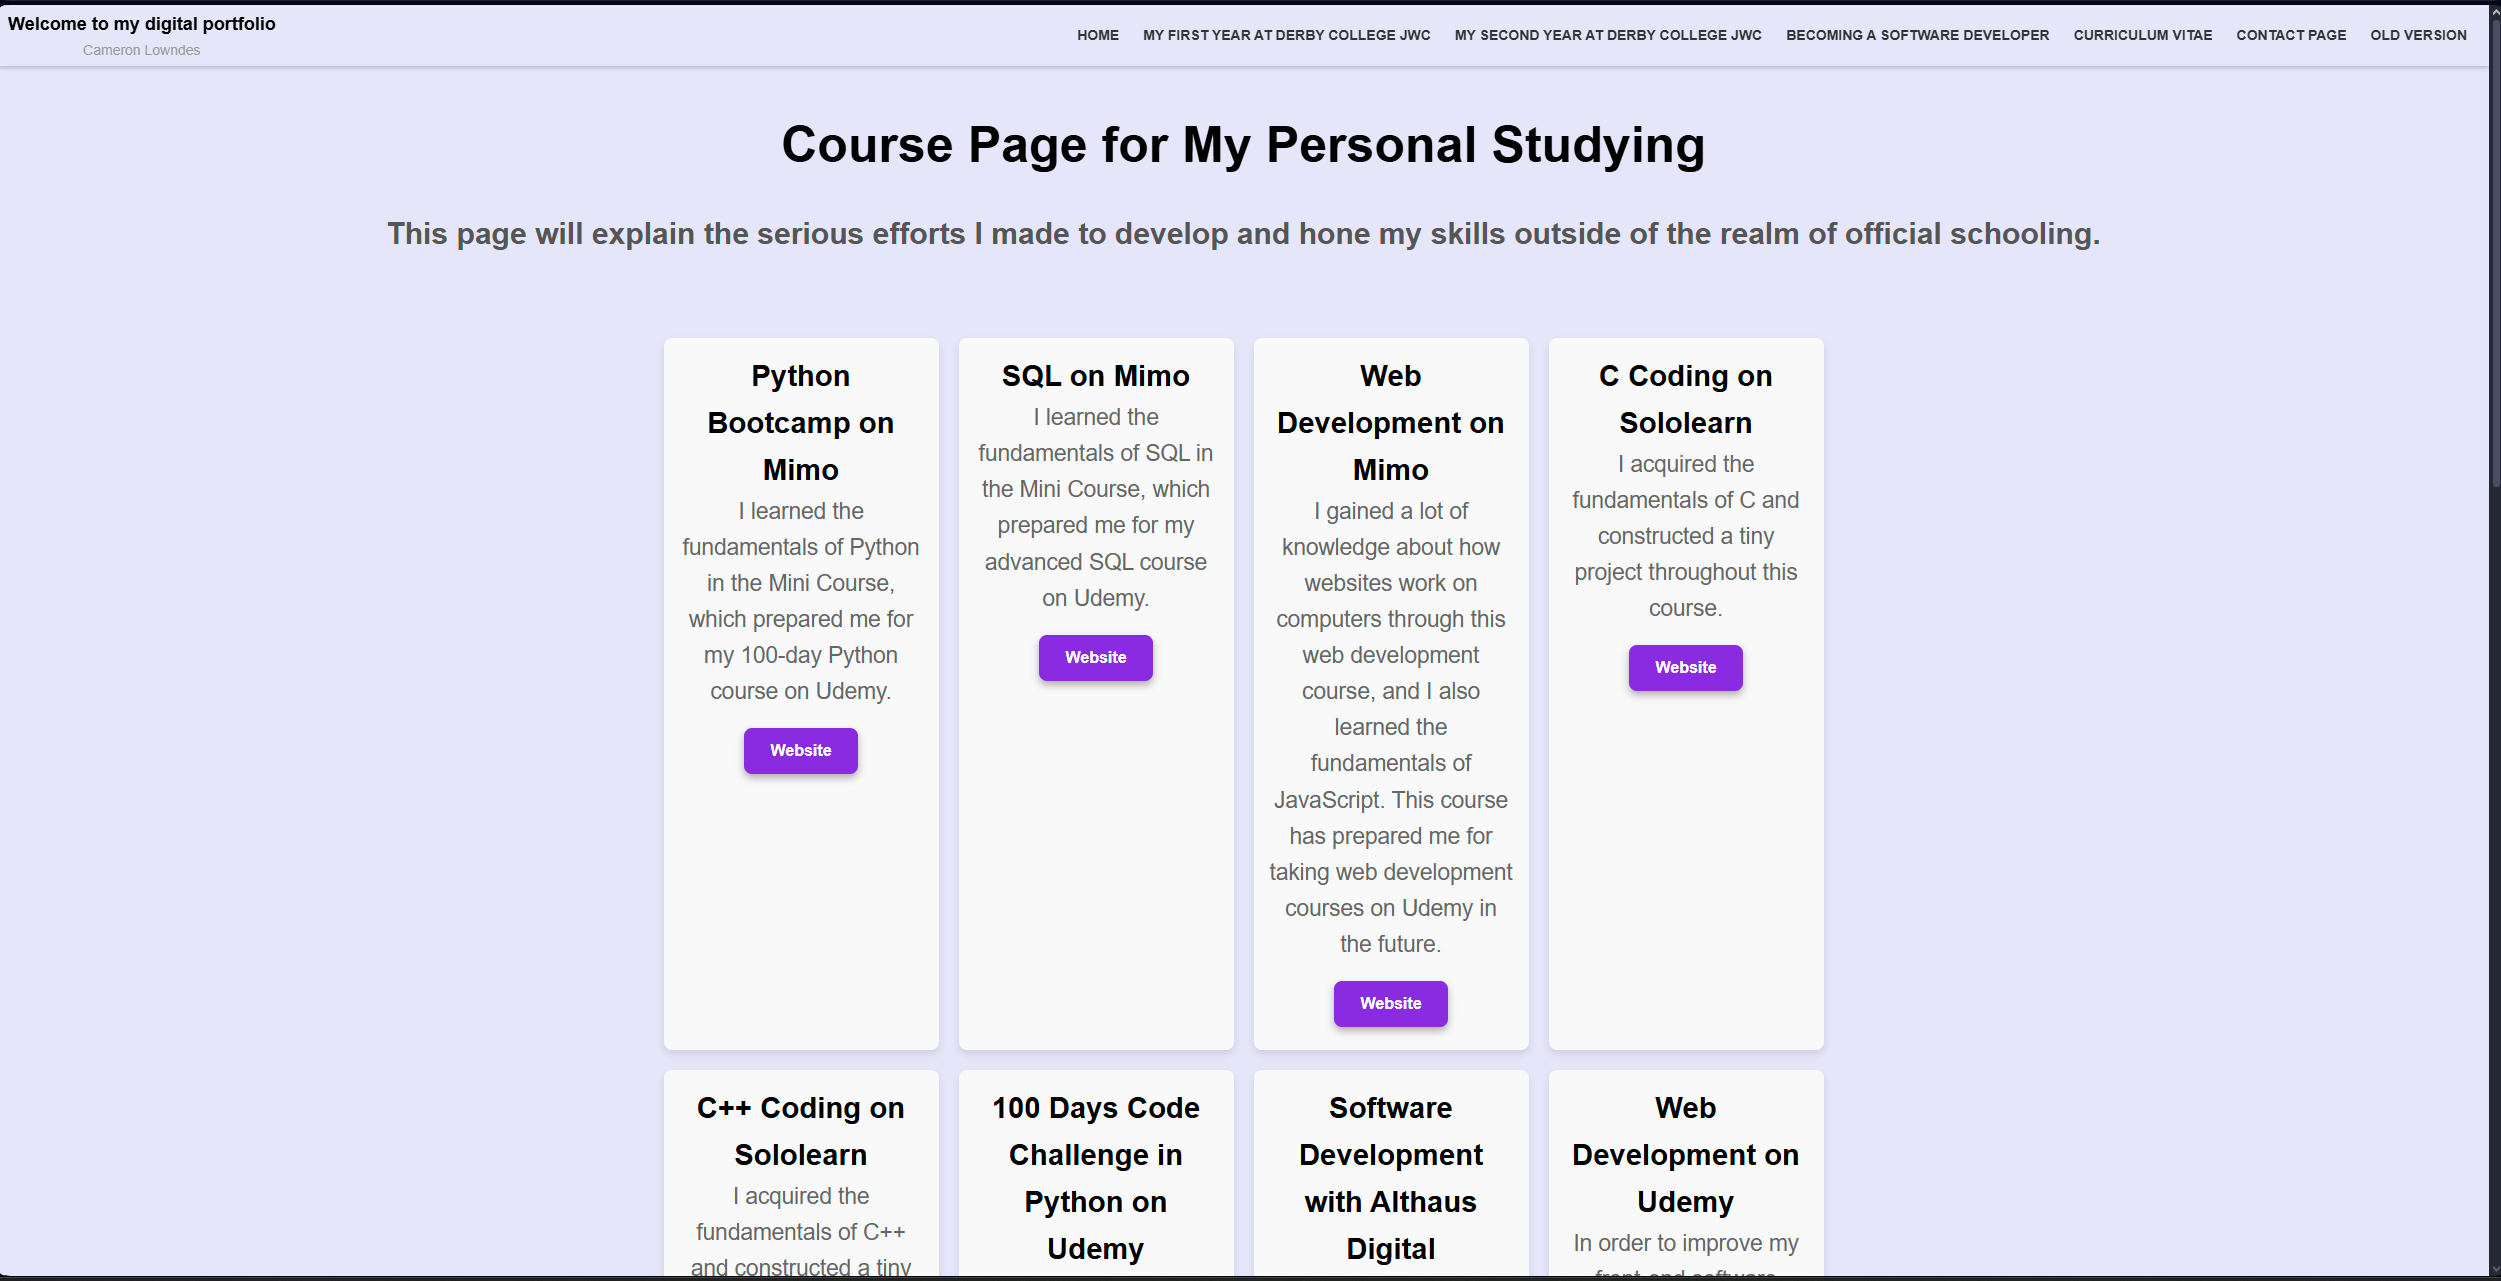 Welcome to my digital portfolio
Cameron Lowndes
HOME MY FIRST YEAR AT DERBY COLLEGE JWC MY SECOND YEAR AT DERBY COLLEGE JWC BECOMING A SOFTWARE DEVELOPER CURRICULUM VITAE CONTACT PAGE OLD VERSION
Course Page for My Personal Studying
This page will explain the serious efforts I made to develop and hone my skills outside of the realm of official schooling.
Python
Bootcamp on
Mimo
I learned the
fundamentals of Python
in the Mini Course,
which prepared me for
my 100-day Python
course on Udemy.
Website
SQL on Mimo
I learned the
fundamentals of SQL in
the Mini Course, which
prepared me for my
advanced SQL course
on Udemy.
Website
Web
Development on
Mimo
I gained a lot of
knowledge about how
websites work on
computers through this
web development
course, and I also
learned the
fundamentals of
JavaScript. This course
has prepared me for
taking web development
courses on Udemy in
the future.
Website
C Coding on
Sololearn
I acquired the
fundamentals of C and
constructed a tiny
project throughout this
course.
Website
C++ Coding on
Sololearn
I acquired the
fundamentals of C++
and constructed a tiny
100 Days Code
Challenge in
Python on
Udemy
Software
Development
with Althaus
Digital
Web
Development on
Udemy
In order to improve my
front-end software